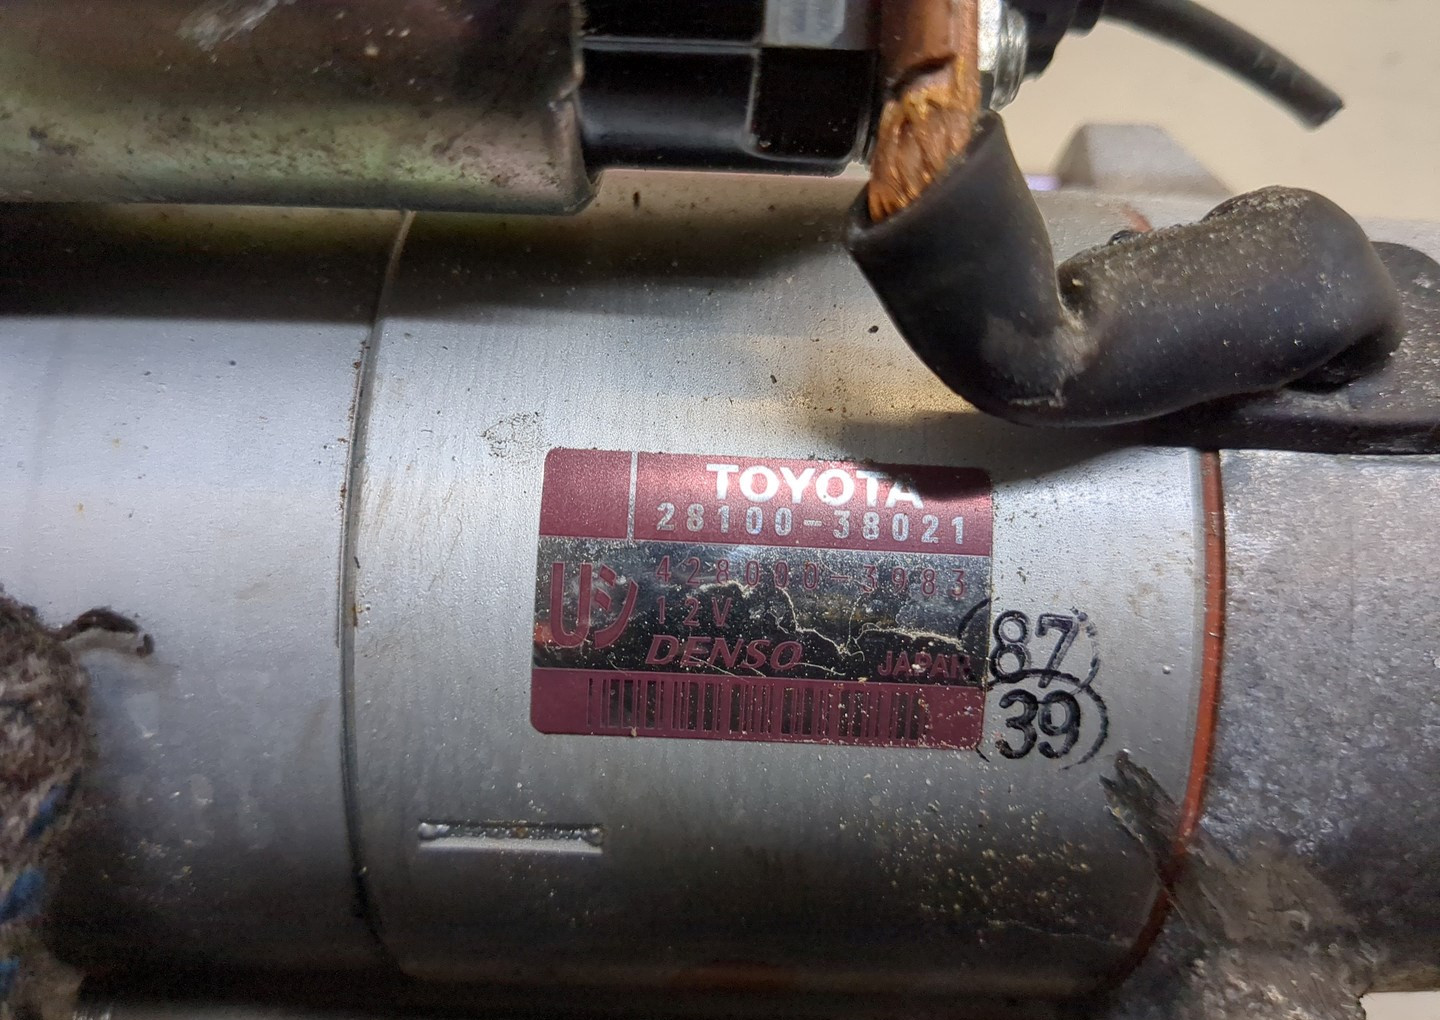 TOYOTA
28100-38021
428000-3983
12V
DENSO JAPAN
87
39